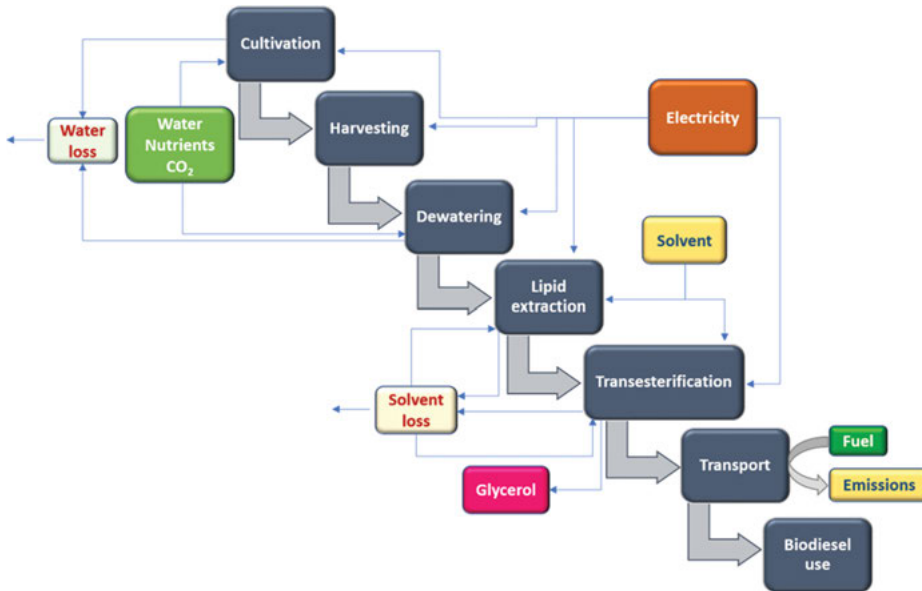 Cultivation
Harvesting
Electricity
Water
loss
Water
Nutrients
CO₂
Dewatering
Solvent
Lipid
extraction
Transesterification
Solvent
loss
Fuel
Transport
Glycerol
Emissions
Biodiesel
use